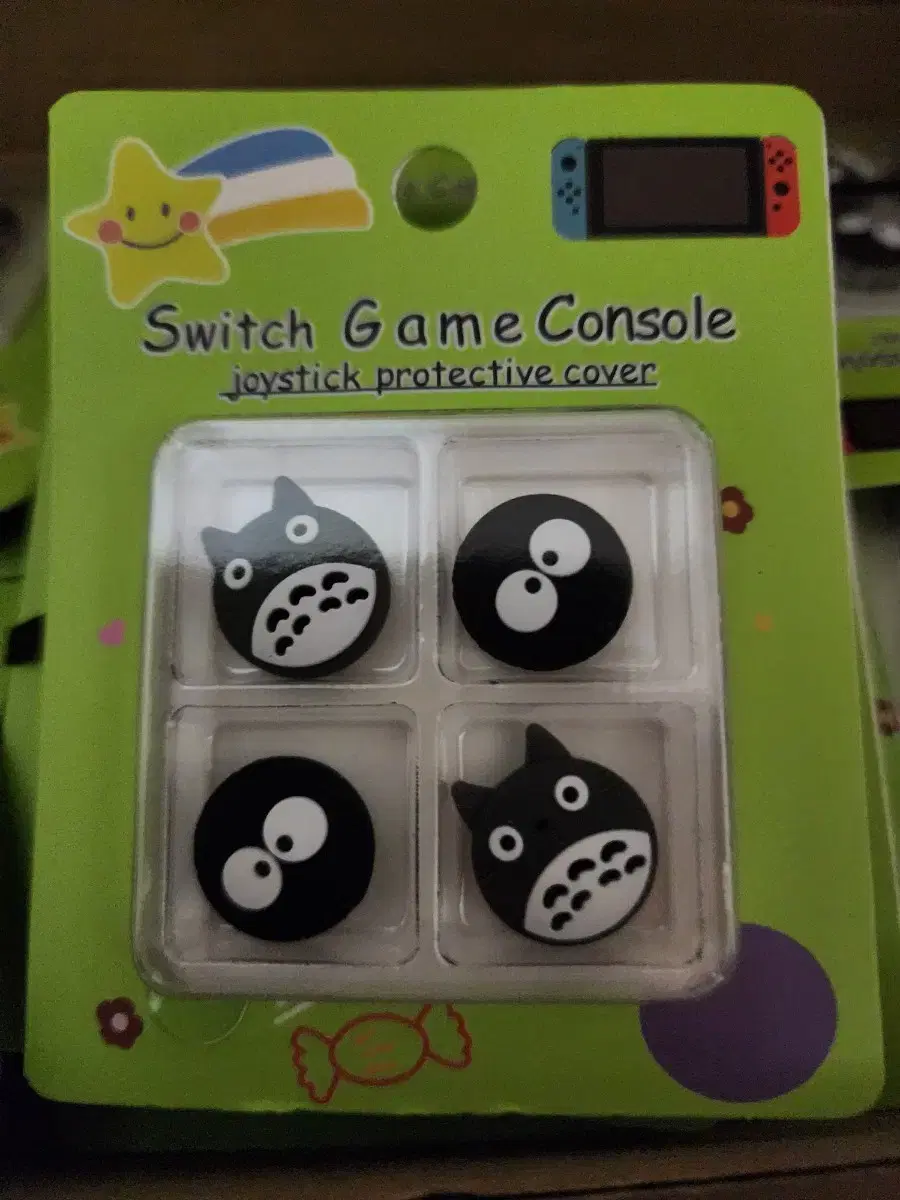 Switch Game Console
joystick protective cover